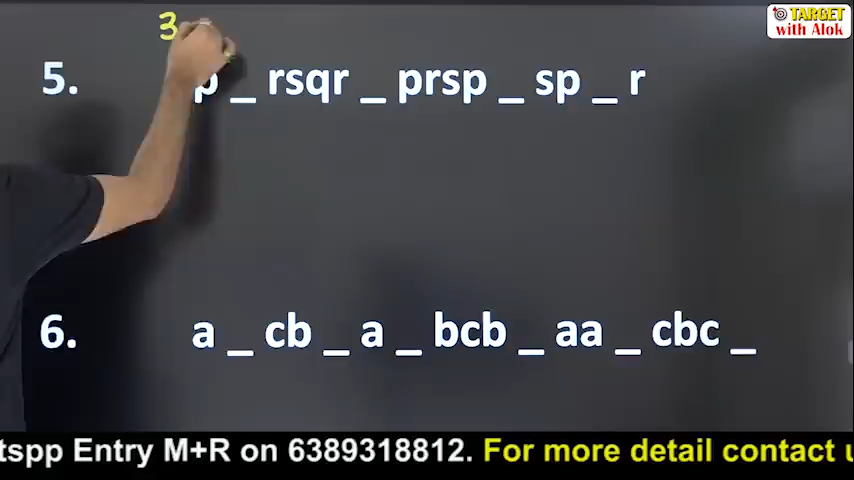 TARGET
with Alok
3
5. p _ rsqr _ prsp _ sp _ r
6. a _ cb _ a _ bcb _ aa _ cbc _
tspp Entry M+R on 6389318812. For more detail contact u